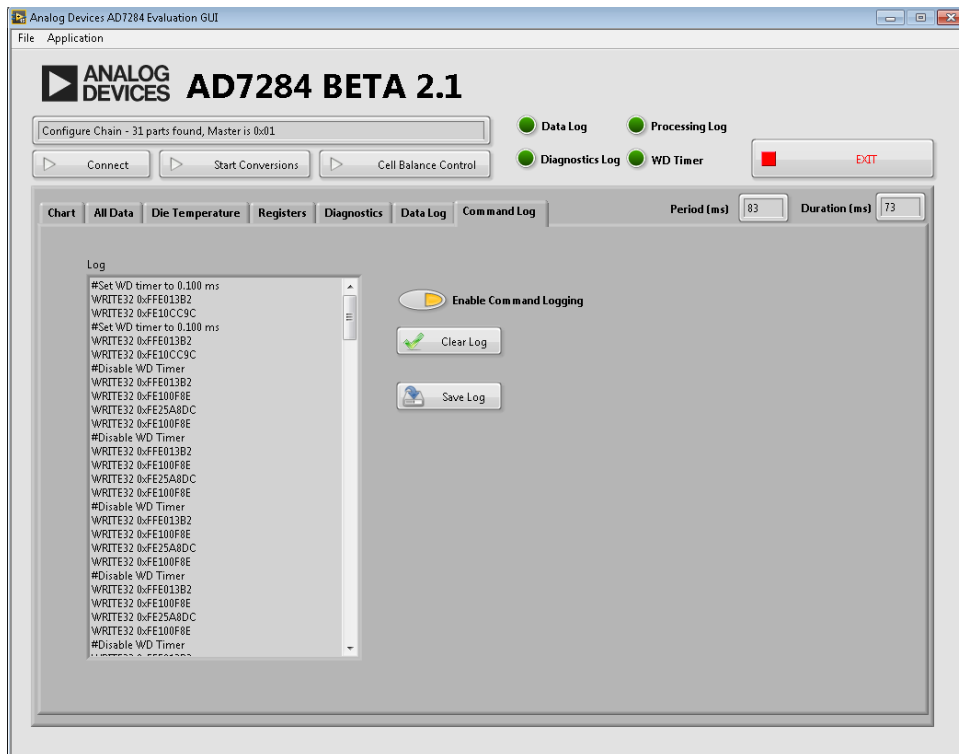 Analog Devices AD7284 Evaluation GUI
File Application
ANALOG
DEVICES
AD7284 BETA 2.1
Configure Chain - 31 parts found, Master is 0x01
Data Log
Processing Log
Connect
Start Conversions
Cell Balance Control
Diagnostics Log
WD Timer
EXIT
Chart
All Data
Die Temperature
Registers
Diagnostics
Data Log
Command Log
Period (ms)
83
Duration (ms)
73
Log
#Set WD timer to 0.100 ms
WRITE32 0xFFE013B2
WRITE32 0xFE10CC9C
#Set WD timer to 0.100 ms
WRITE32 0xFFE013B2
WRITE32 0xFE10CC9C
#Disable WD Timer
WRITE32 0xFFE013B2
WRITE32 0xFE100F8E
WRITE32 0xFE25A8DC
WRITE32 0xFE100F8E
#Disable WD Timer
WRITE32 0xFFE013B2
WRITE32 0xFE100F8E
WRITE32 0xFE25A8DC
WRITE32 0xFE100F8E
#Disable WD Timer
WRITE32 0xFFE013B2
WRITE32 0xFE100F8E
WRITE32 0xFE25A8DC
WRITE32 0xFE100F8E
#Disable WD Timer
WRITE32 0xFFE013B2
WRITE32 0xFE100F8E
WRITE32 0xFE25A8DC
WRITE32 0xFE100F8E
#Disable WD Timer
Enable Command Logging
Clear Log
Save Log